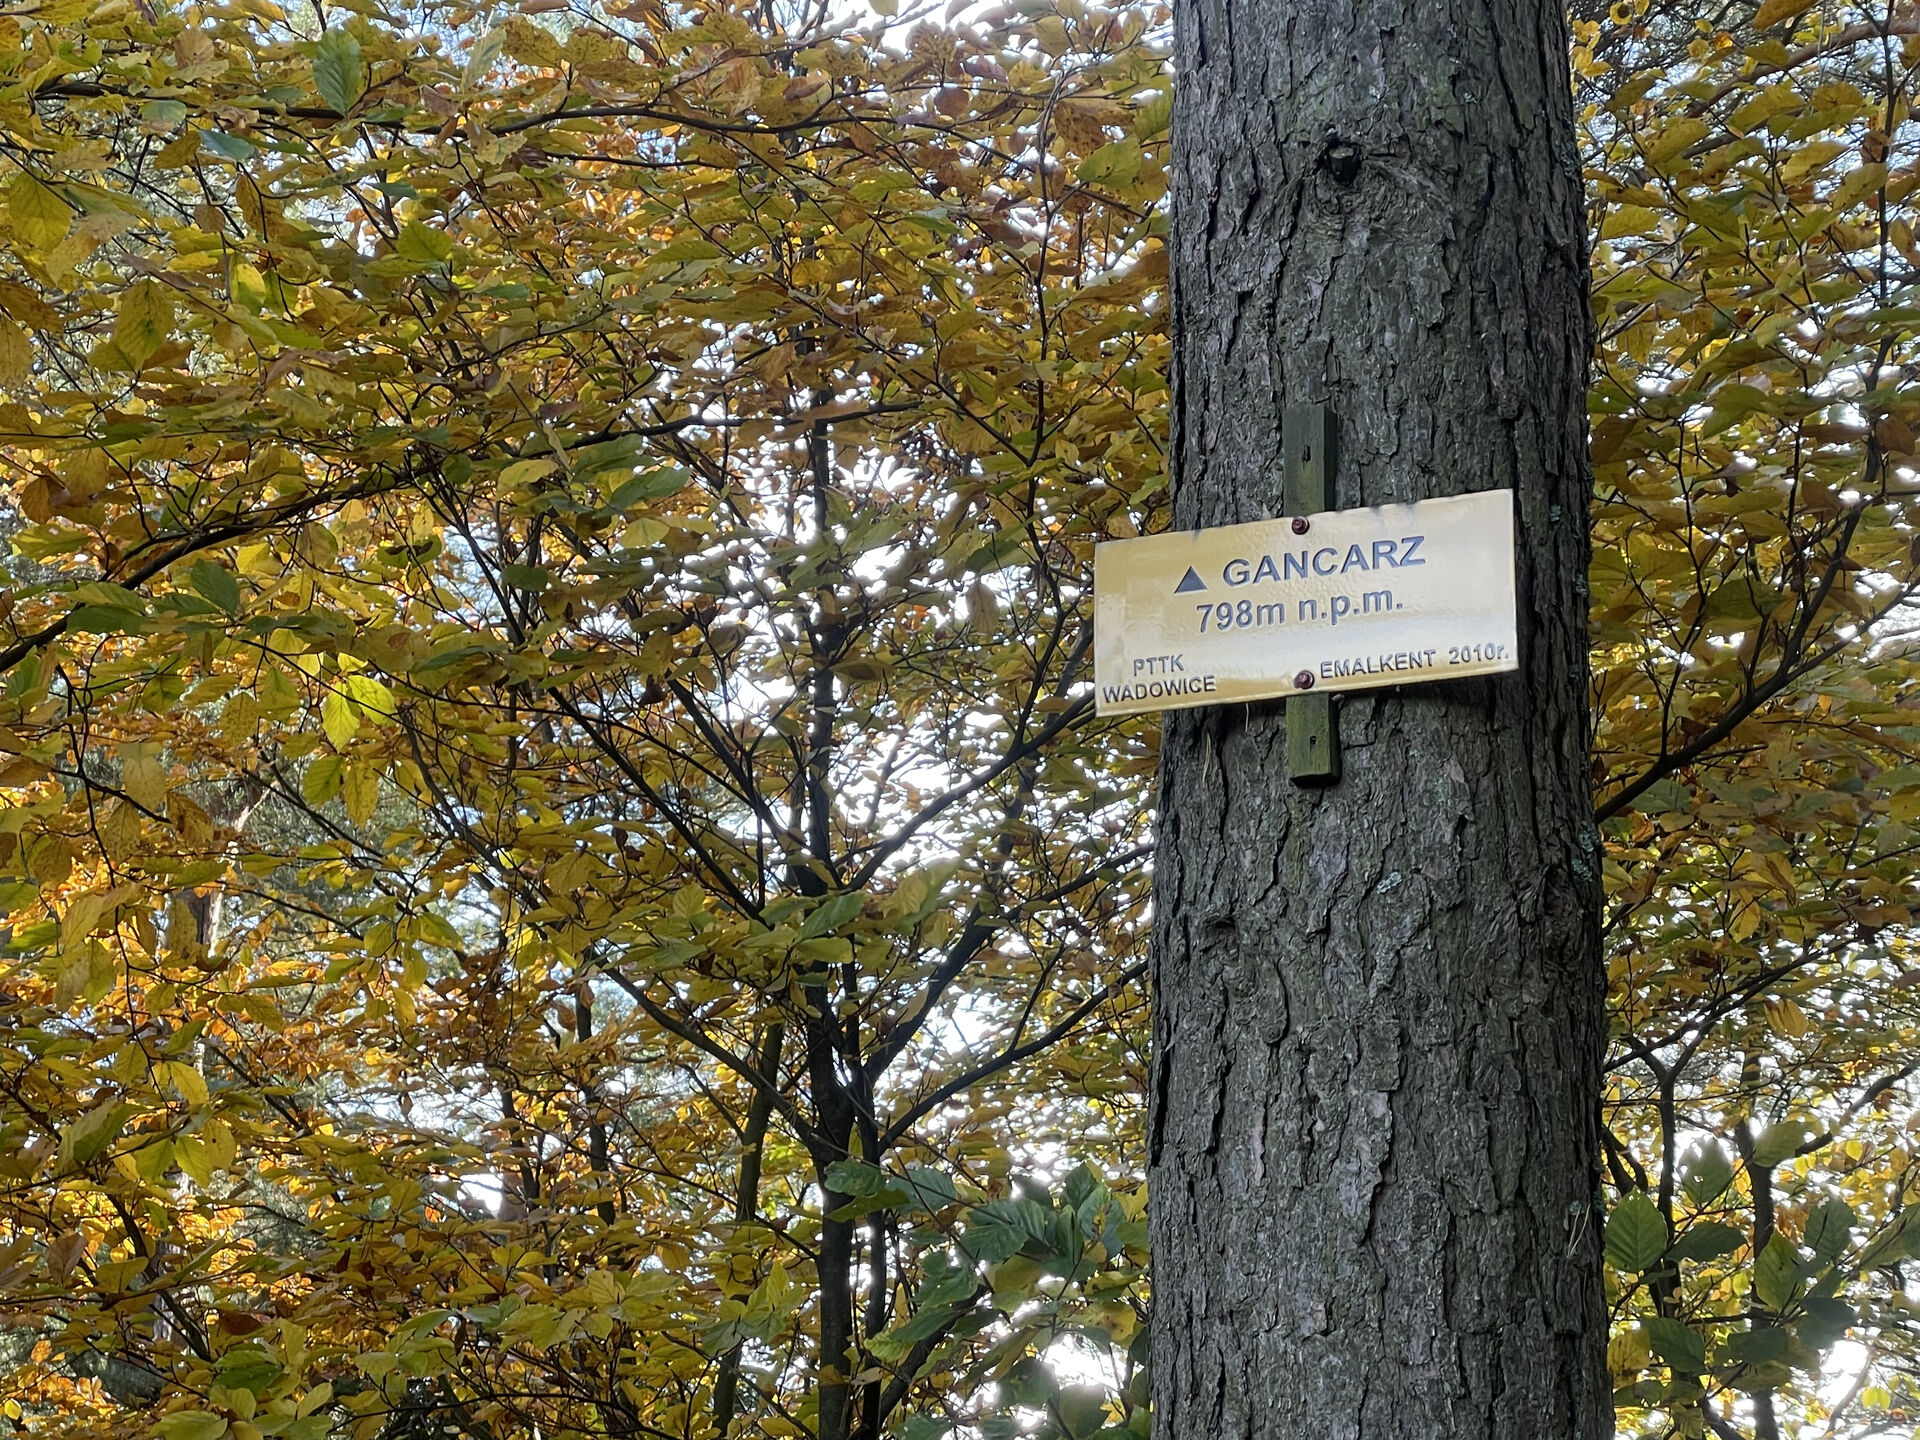 GANCARZ
798m n.p.m.
PTTK
WADOWICE
EMALKENT 2010r.